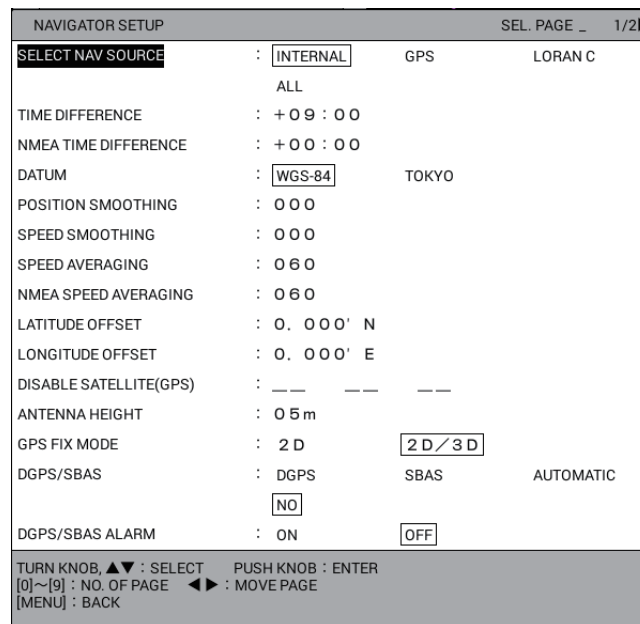 NAVIGATOR SETUP SEL. PAGE _ 1/2
SELECT NAV SOURCE : INTERNAL GPS LORAN C
ALL
TIME DIFFERENCE : +09:00
NMEA TIME DIFFERENCE : +00:00
DATUM : WGS-84 TOKYO
POSITION SMOOTHING : 000
SPEED SMOOTHING : 000
SPEED AVERAGING : 060
NMEA SPEED AVERAGING : 060
LATITUDE OFFSET : 0. 000' N
LONGITUDE OFFSET : 0. 000' E
DISABLE SATELLITE(GPS) : __ __ __
ANTENNA HEIGHT : 05m
GPS FIX MODE : 2D 2D/3D
DGPS/SBAS : DGPS SBAS AUTOMATIC
NO
DGPS/SBAS ALARM : ON OFF
TURN KNOB, ▲▼ : SELECT PUSH KNOB : ENTER
[0]~[9] : NO. OF PAGE ◀▶ : MOVE PAGE
[MENU] : BACK